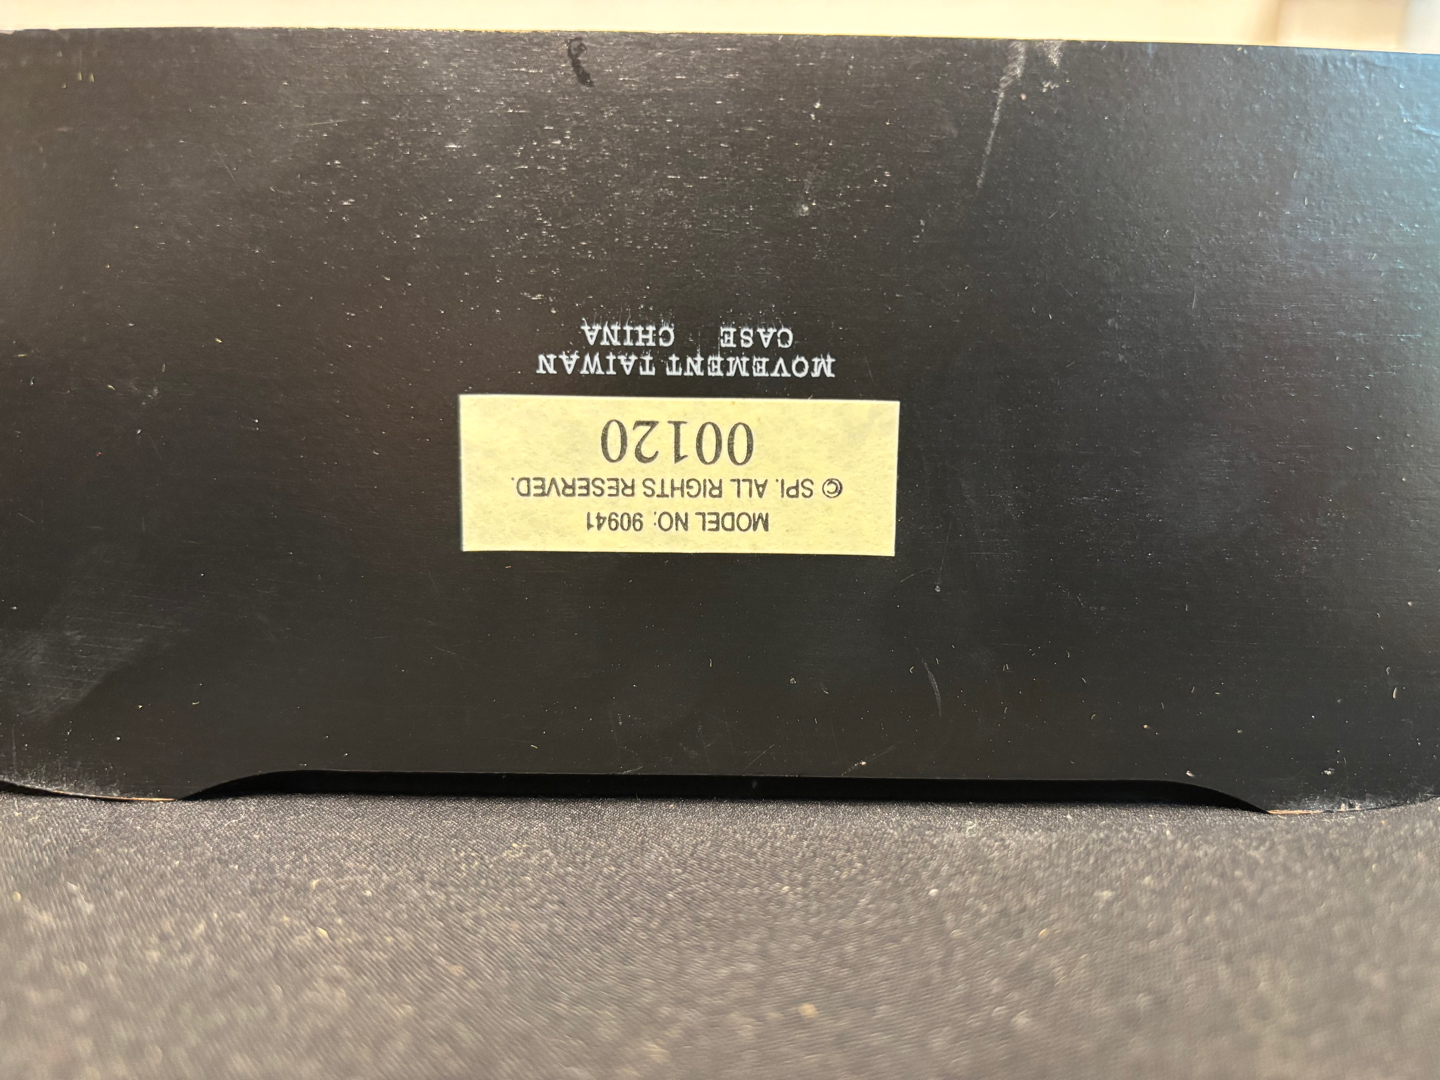 MODEL NO: 90941
© SPI. ALL RIGHTS RESERVED.
00120
MOVEMENT TAIWAN
CASE CHINA